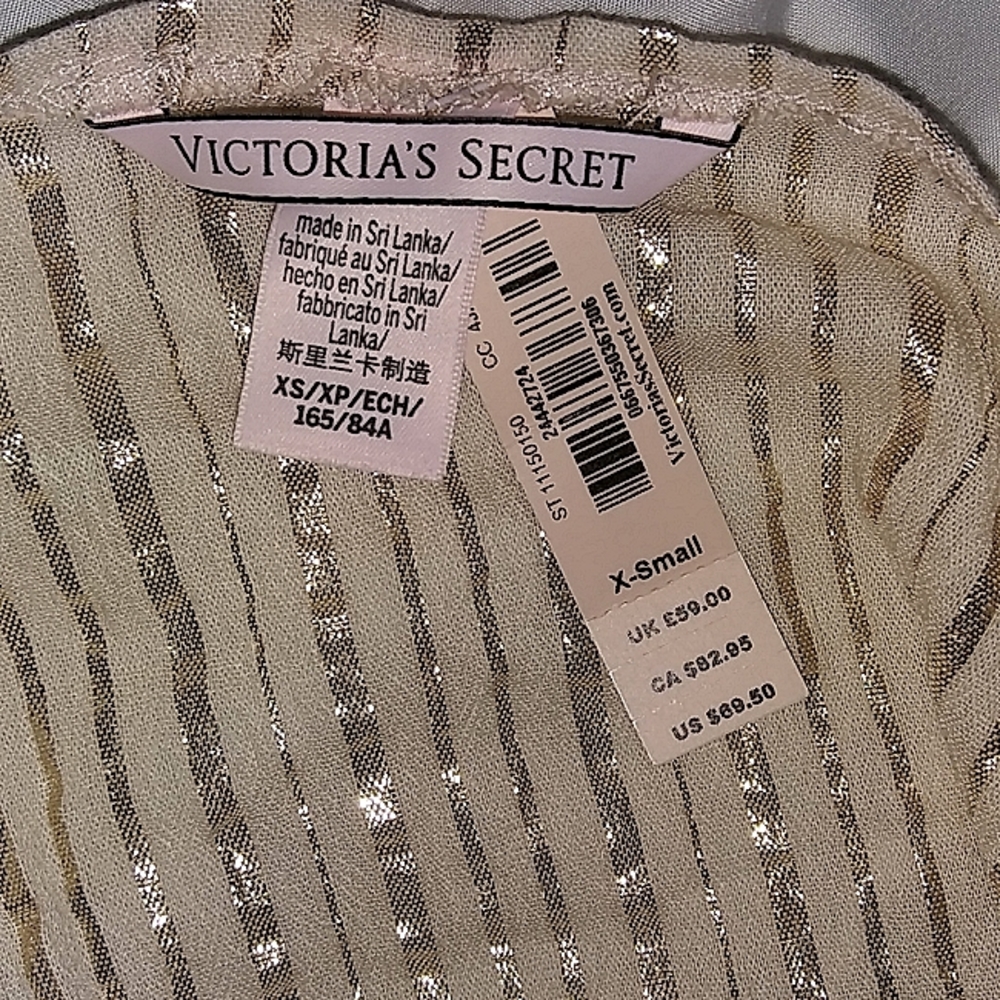 VICTORIA'S SECRET
made in Sri Lanka/
fabriqué au Sri Lanka/
hecho en Sri Lanka/
fabbricato in Sri
Lanka/
斯里兰卡制造
XS/XP/ECH/
165/84A
CC
ST 11150150
24442724
VictoriasSecret.com
X-Small
UK £59.00
CA $82.95
US $69.50